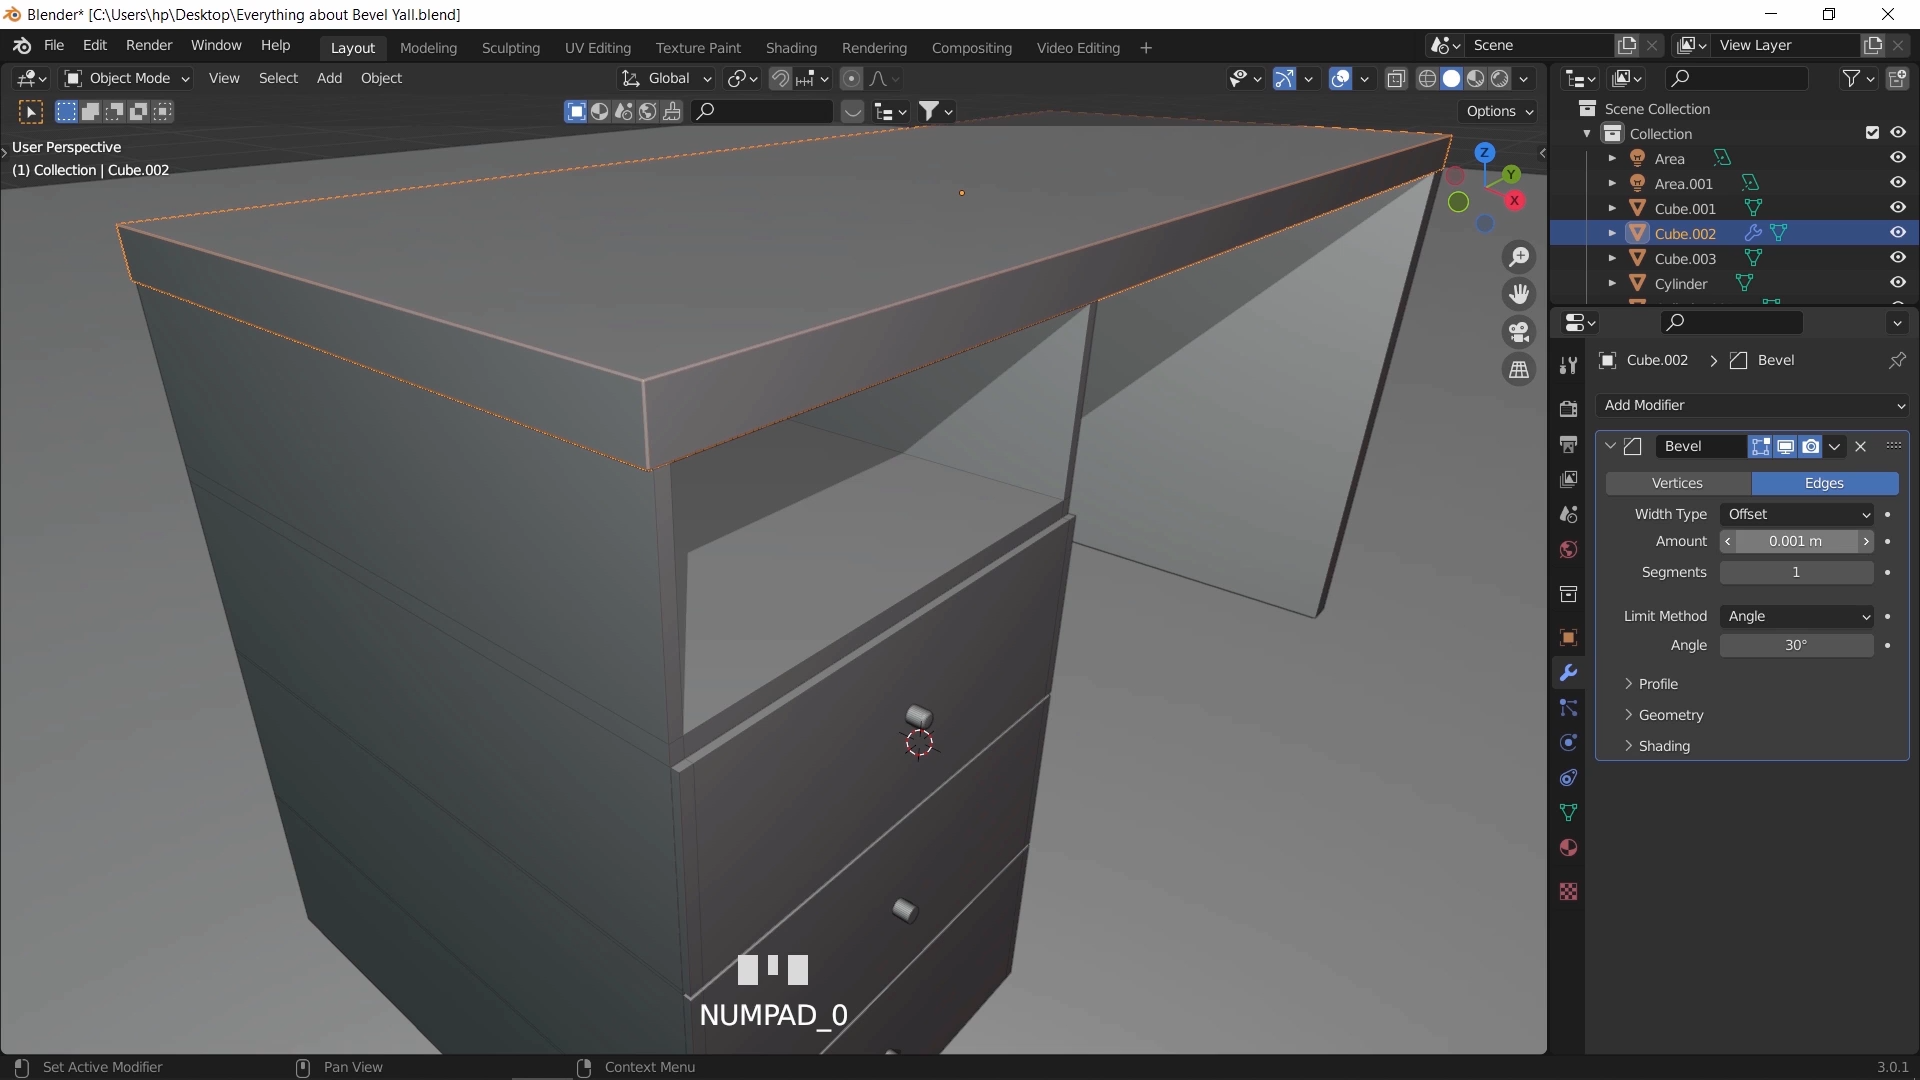 Blender* [C:\Users\hp\Desktop\Everything about Bevel Yall.blend]
File Edit Render Window Help Layout Modeling Sculpting UV Editing Texture Paint Shading Rendering Compositing Video Editing + Scene View Layer
Object Mode View Select Add Object Global
Options
User Perspective
(1) Collection | Cube.002
Z
Y
X
Scene Collection
Collection
Area
Area.001
Cube.001
Cube.002
Cube.003
Cylinder
Cube.002 > Bevel
Add Modifier
Bevel
Vertices Edges
Width Type Offset
Amount 0.001 m
Segments 1
Limit Method Angle
Angle 30°
Profile
Geometry
Shading
NUMPAD_0
Set Active Modifier Pan View Context Menu 3.0.1